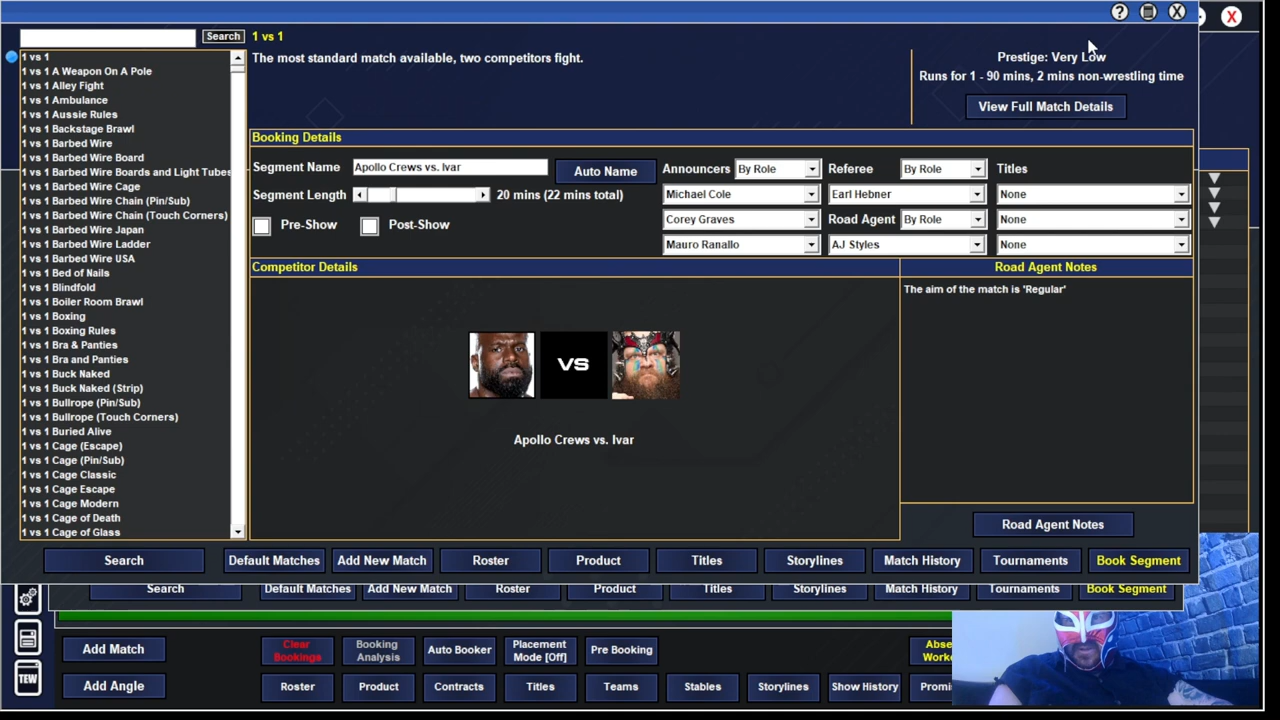 ?
X
X
Search
1 vs 1
1 vs 1
1 vs 1 A Weapon On A Pole
1 vs 1 Alley Fight
1 vs 1 Ambulance
1 vs 1 Aussie Rules
1 vs 1 Backstage Brawl
1 vs 1 Barbed Wire
1 vs 1 Barbed Wire Board
1 vs 1 Barbed Wire Boards and Light Tubes
1 vs 1 Barbed Wire Cage
1 vs 1 Barbed Wire Chain (Pin/Sub)
1 vs 1 Barbed Wire Chain (Touch Corners)
1 vs 1 Barbed Wire Japan
1 vs 1 Barbed Wire Ladder
1 vs 1 Barbed Wire USA
1 vs 1 Bed of Nails
1 vs 1 Blindfold
1 vs 1 Boiler Room Brawl
1 vs 1 Boxing
1 vs 1 Boxing Rules
1 vs 1 Bra & Panties
1 vs 1 Bra and Panties
1 vs 1 Buck Naked
1 vs 1 Buck Naked (Strip)
1 vs 1 Bullrope (Pin/Sub)
1 vs 1 Bullrope (Touch Corners)
1 vs 1 Buried Alive
1 vs 1 Cage (Escape)
1 vs 1 Cage (Pin/Sub)
1 vs 1 Cage Classic
1 vs 1 Cage Escape
1 vs 1 Cage Modern
1 vs 1 Cage of Death
1 vs 1 Cage of Glass
The most standard match available, two competitors fight.
Prestige: Very Low
Runs for 1 - 90 mins, 2 mins non-wrestling time
View Full Match Details
Booking Details
Segment Name Apollo Crews vs. Ivar Auto Name
Segment Length 20 mins (22 mins total)
Pre-Show Post-Show
Announcers By Role Referee By Role Titles
Michael Cole Earl Hebner None
Corey Graves Road Agent By Role None
Mauro Ranallo AJ Styles None
Competitor Details
VS
Apollo Crews vs. Ivar
Road Agent Notes
The aim of the match is 'Regular'
Road Agent Notes
Search Default Matches Add New Match Roster Product Titles Storylines Match History Tournaments Book Segment
Search Default Matches Add New Match Roster Product Titles Storylines Match History Tournaments Book Segment
Add Match Clear Bookings Booking Analysis Auto Booker Placement Mode [Off] Pre Booking
TEW Add Angle Roster Product Contracts Titles Teams Stables Storylines Show History